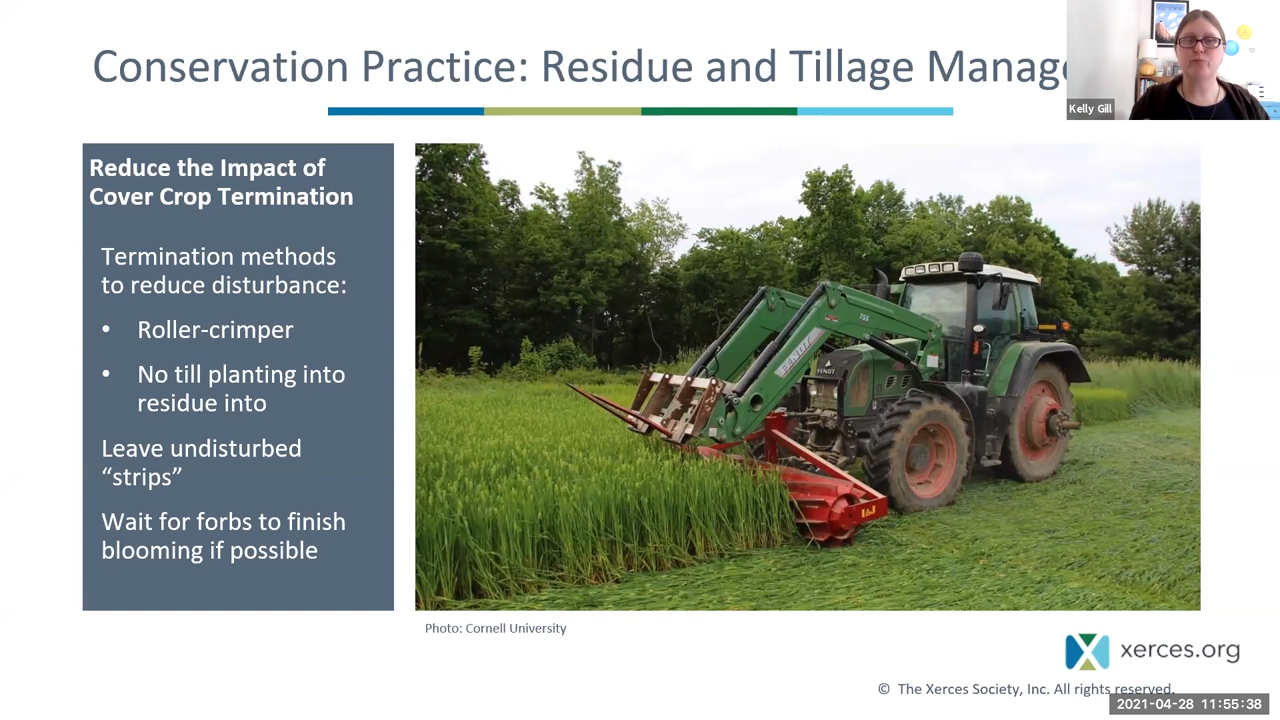 Conservation Practice: Residue and Tillage Manage
Kelly Gill
Reduce the Impact of
Cover Crop Termination
Termination methods
to reduce disturbance:
• Roller-crimper
• No till planting into
residue into
Leave undisturbed
“strips”
Wait for forbs to finish
blooming if possible
755
FENDT
FENDT
I&J
Photo: Cornell University
xerces.org
© The Xerces Society, Inc. All rights reserved.
2021-04-28 11:55:38